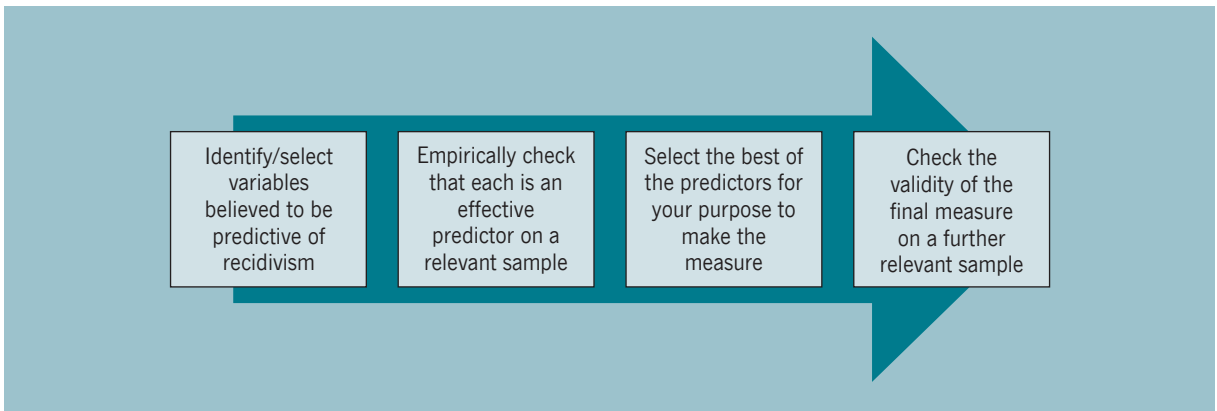 Identify/select
variables
believed to be
predictive of
recidivism
Empirically check
that each is an
effective
predictor on a
relevant sample
Select the best of
the predictors for
your purpose to
make the
measure
Check the
validity of the
final measure
on a further
relevant sample